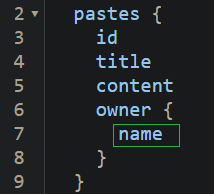 2 ▾ pastes {
3 id
4 title
5 content
6 owner {
7 name
8 }
9 }